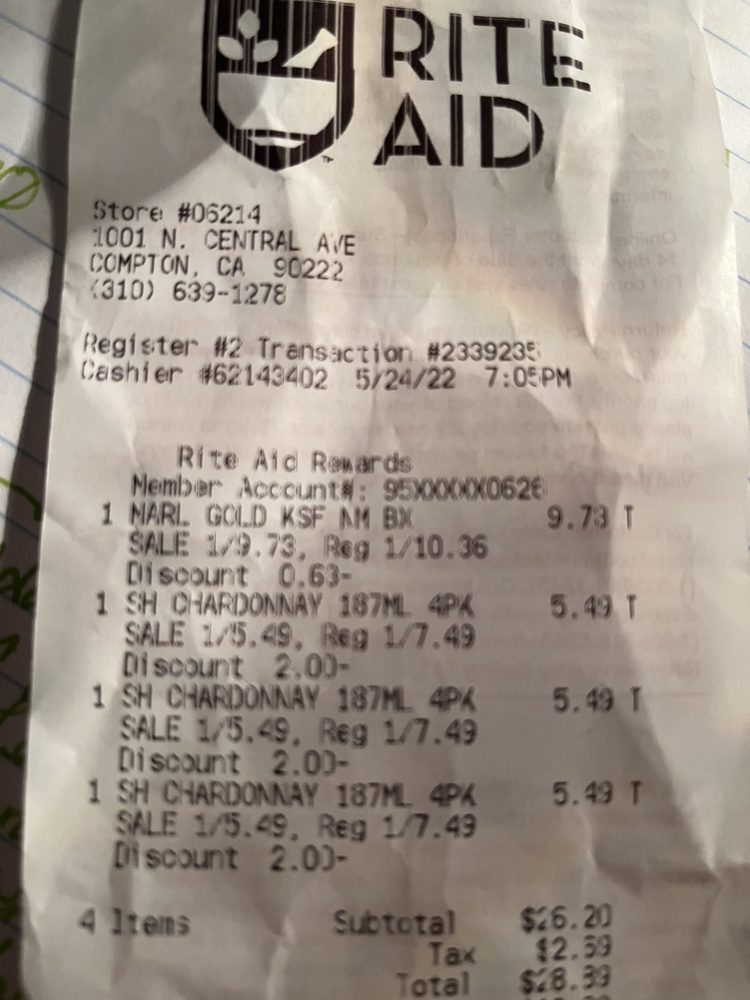 RITE
AID
TM
Store #06214
1001 N. CENTRAL AVE
COMPTON, CA 90222
(310) 639-1278
Register #2 Transaction #2339235
Cashier #62143402 5/24/22 7:05PM
Rite Aid Rewards
Member Account#: 95XXXXXX0626
1 MARL GOLD KSF NM BX 9.73 T
SALE 1/9.73, Reg 1/10.36
Discount 0.63-
1 SH CHARDONNAY 187ML 4PK 5.49 T
SALE 1/5.49, Reg 1/7.49
Discount 2.00-
1 SH CHARDONNAY 187ML 4PK 5.49 T
SALE 1/5.49, Reg 1/7.49
Discount 2.00-
1 SH CHARDONNAY 187ML 4PK 5.49 T
SALE 1/5.49, Reg 1/7.49
Discount 2.00-
4 Items Subtotal $26.20
Tax $2.59
Total